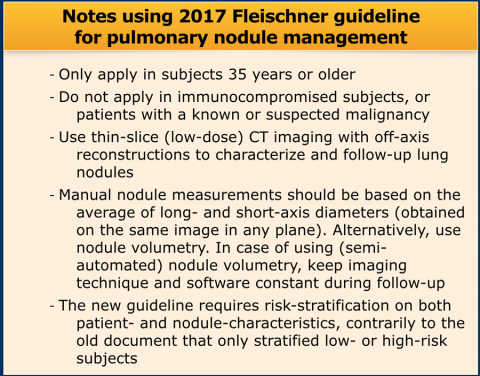 Notes using 2017 Fleischner guideline
for pulmonary nodule management
- Only apply in subjects 35 years or older
- Do not apply in immunocompromised subjects, or
patients with a known or suspected malignancy
- Use thin-slice (low-dose) CT imaging with off-axis
reconstructions to characterize and follow-up lung
nodules
- Manual nodule measurements should be based on the
average of long- and short-axis diameters (obtained
on the same image in any plane). Alternatively, use
nodule volumetry. In case of using (semi-
automated) nodule volumetry, keep imaging
technique and software constant during follow-up
- The new guideline requires risk-stratification on both
patient- and nodule-characteristics, contrarily to the
old document that only stratified low- or high-risk
subjects